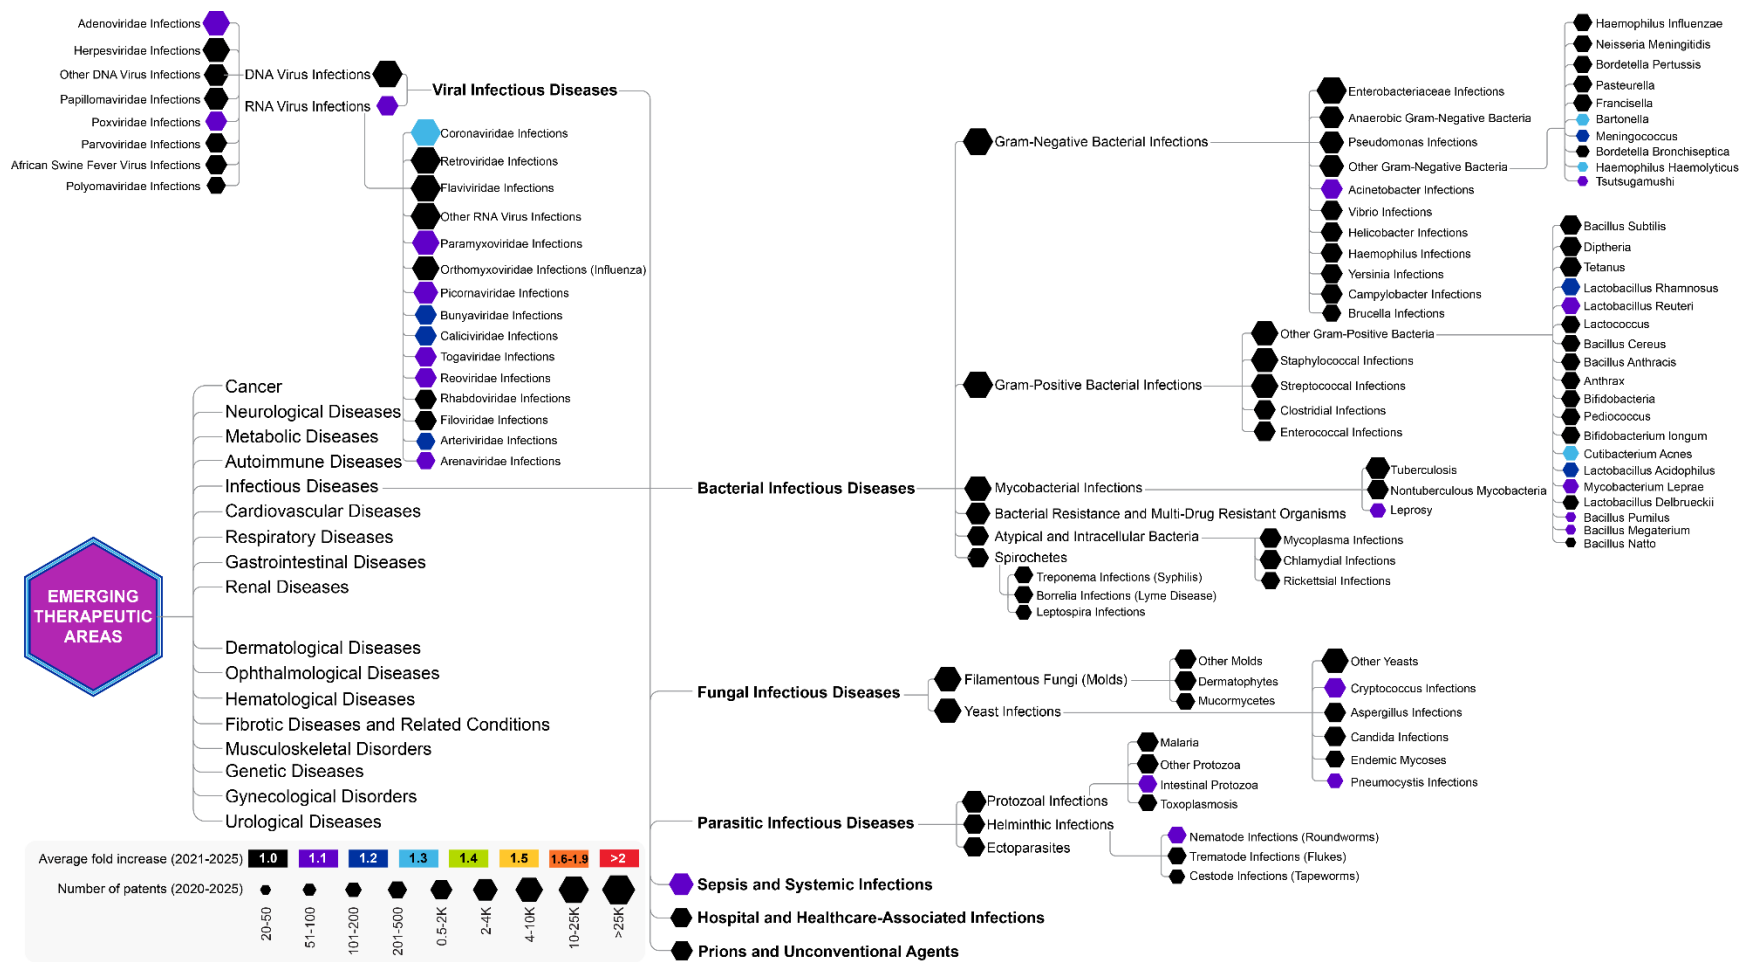 Adenoviridae Infections
Herpesviridae Infections
Other DNA Virus Infections
Papillomaviridae Infections
Poxviridae Infections
Parvoviridae Infections
African Swine Fever Virus Infections
Polyomaviridae Infections
DNA Virus Infections
RNA Virus Infections
Viral Infectious Diseases
Coronaviridae Infections
Retroviridae Infections
Flaviviridae Infections
Other RNA Virus Infections
Paramyxoviridae Infections
Orthomyxoviridae Infections (Influenza)
Picornaviridae Infections
Bunyaviridae Infections
Caliciviridae Infections
Togaviridae Infections
Reoviridae Infections
Rhabdoviridae Infections
Filoviridae Infections
Arteriviridae Infections
Arenaviridae Infections
EMERGING
THERAPEUTIC
AREAS
Cancer
Neurological Diseases
Metabolic Diseases
Autoimmune Diseases
Infectious Diseases
Cardiovascular Diseases
Respiratory Diseases
Gastrointestinal Diseases
Renal Diseases
Dermatological Diseases
Ophthalmological Diseases
Hematological Diseases
Fibrotic Diseases and Related Conditions
Musculoskeletal Disorders
Genetic Diseases
Gynecological Disorders
Urological Diseases
Bacterial Infectious Diseases
Gram-Negative Bacterial Infections
Enterobacteriaceae Infections
Anaerobic Gram-Negative Bacteria
Pseudomonas Infections
Other Gram-Negative Bacteria
Acinetobacter Infections
Vibrio Infections
Helicobacter Infections
Haemophilus Infections
Yersinia Infections
Campylobacter Infections
Brucella Infections
Haemophilus Influenzae
Neisseria Meningitidis
Bordetella Pertussis
Pasteurella
Francisella
Bartonella
Meningococcus
Bordetella Bronchiseptica
Haemophilus Haemolyticus
Tsutsugamushi
Gram-Positive Bacterial Infections
Other Gram-Positive Bacteria
Staphylococcal Infections
Streptococcal Infections
Clostridial Infections
Enterococcal Infections
Bacillus Subtilis
Diptheria
Tetanus
Lactobacillus Rhamnosus
Lactobacillus Reuteri
Lactococcus
Bacillus Cereus
Bacillus Anthracis
Anthrax
Bifidobacteria
Pediococcus
Bifidobacterium longum
Cutibacterium Acnes
Lactobacillus Acidophilus
Mycobacterium Leprae
Lactobacillus Delbrueckii
Bacillus Pumilus
Bacillus Megaterium
Bacillus Natto
Mycobacterial Infections
Tuberculosis
Nontuberculous Mycobacteria
Leprosy
Bacterial Resistance and Multi-Drug Resistant Organisms
Atypical and Intracellular Bacteria
Mycoplasma Infections
Chlamydial Infections
Rickettsial Infections
Spirochetes
Treponema Infections (Syphilis)
Borrelia Infections (Lyme Disease)
Leptospira Infections
Fungal Infectious Diseases
Filamentous Fungi (Molds)
Other Molds
Dermatophytes
Mucormycetes
Yeast Infections
Other Yeasts
Cryptococcus Infections
Aspergillus Infections
Candida Infections
Endemic Mycoses
Pneumocystis Infections
Parasitic Infectious Diseases
Protozoal Infections
Malaria
Other Protozoa
Intestinal Protozoa
Toxoplasmosis
Helminthic Infections
Nematode Infections (Roundworms)
Trematode Infections (Flukes)
Cestode Infections (Tapeworms)
Ectoparasites
Sepsis and Systemic Infections
Hospital and Healthcare-Associated Infections
Prions and Unconventional Agents
Average fold increase (2021-2025) 1.0 1.1 1.2 1.3 1.4 1.5 1.6-1.9 >2
Number of patents (2020-2025)
20-50
51-100
101-200
201-500
0.5-2K
2-4K
4-10K
10-25K
>25K